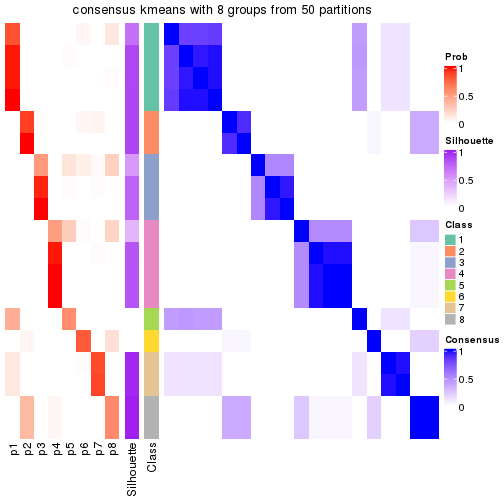 consensus kmeans with 8 groups from 50 partitions
Prob
1
0.5
0
Silhouette
1
0.5
0
Class
1
2
3
4
5
6
7
8
Consensus
1
0.5
0
p1
p2
p3
p4
p5
p6
p7
p8
Silhouette
Class